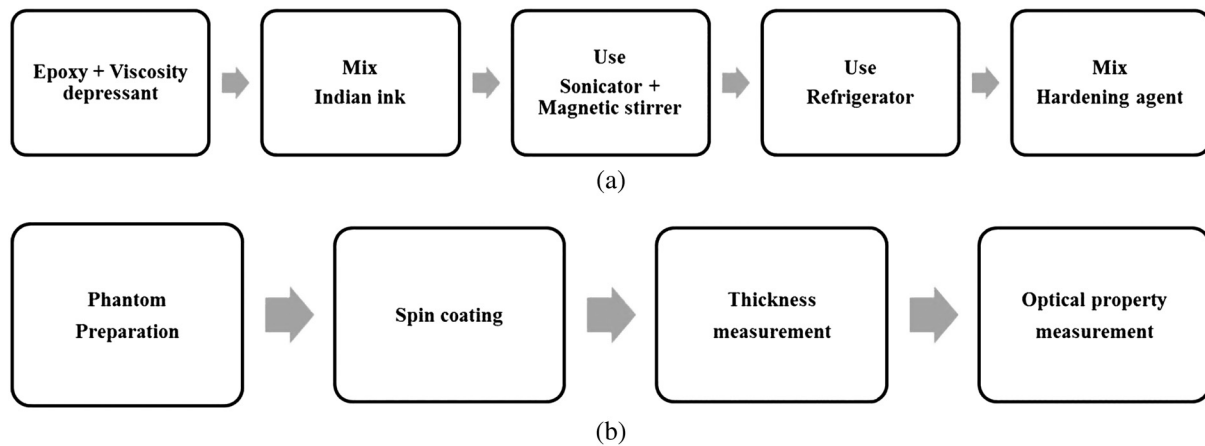 Epoxy + Viscosity
depressant
Mix
Indian ink
Use
Sonicator +
Magnetic stirrer
Use
Refrigerator
Mix
Hardening agent
(a)
Phantom
Preparation
Spin coating
Thickness
measurement
Optical property
measurement
(b)